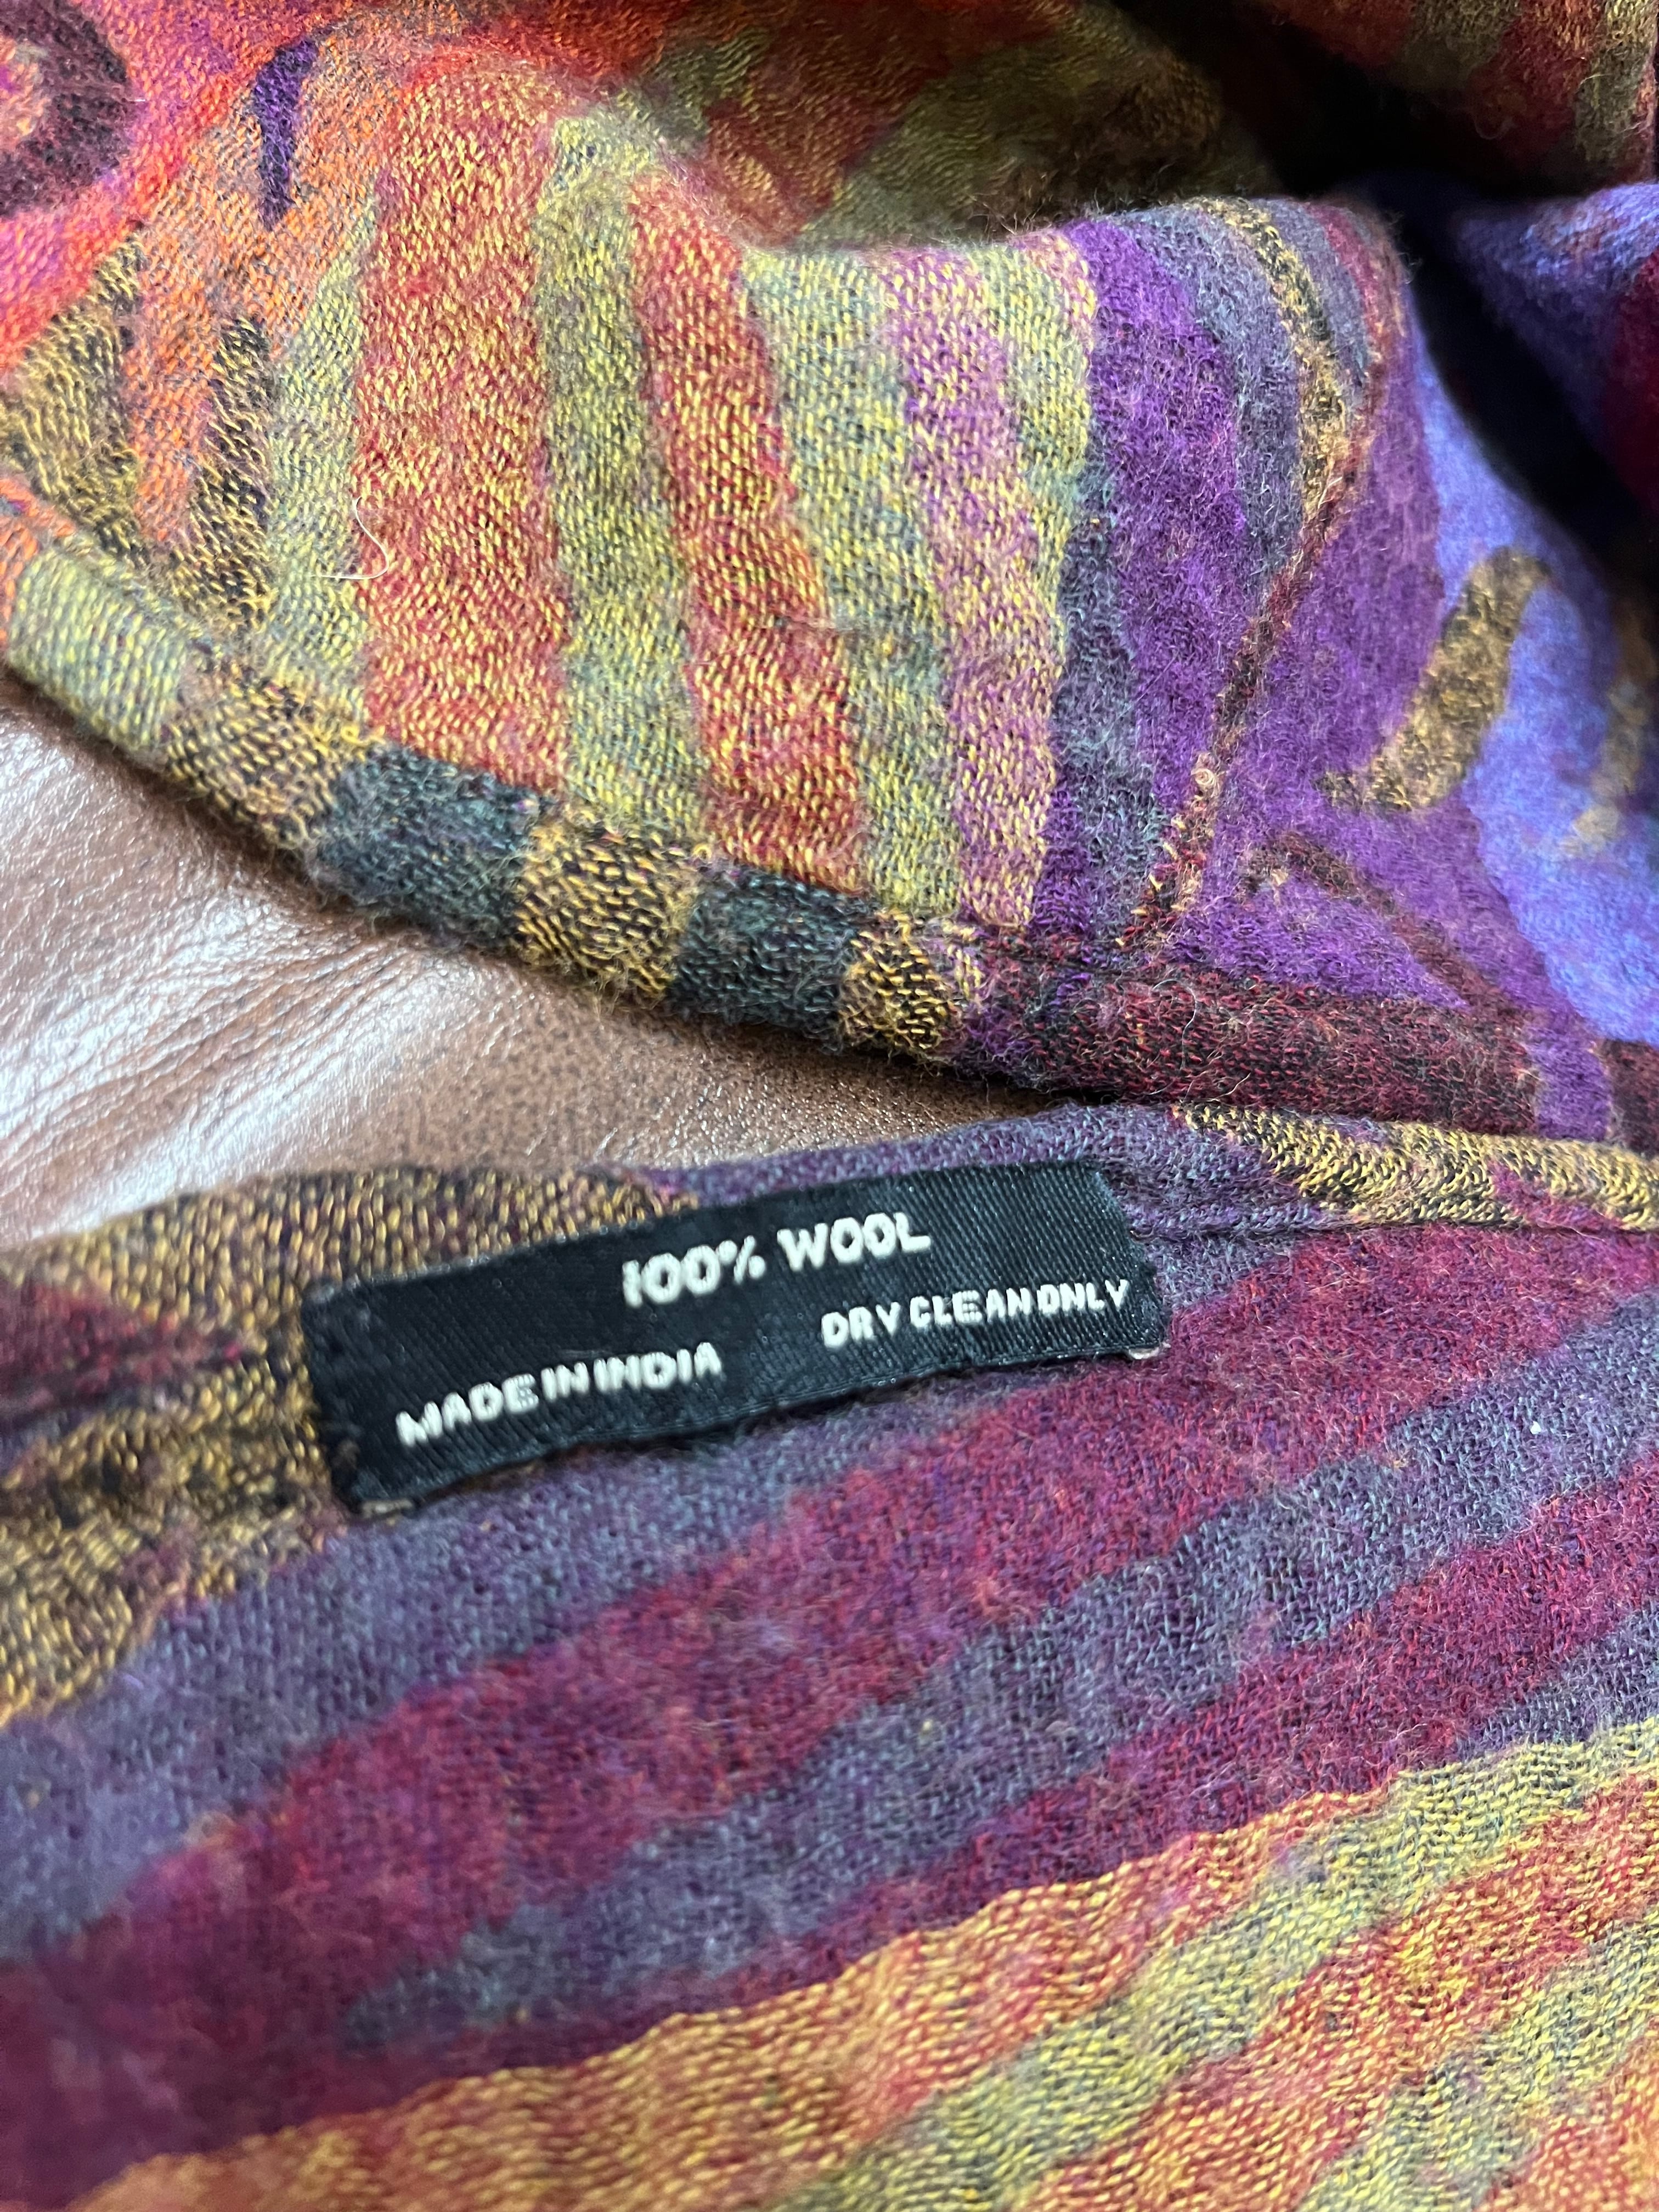 100% WOOL
MADE IN INDIA DRY CLEAN ONLY